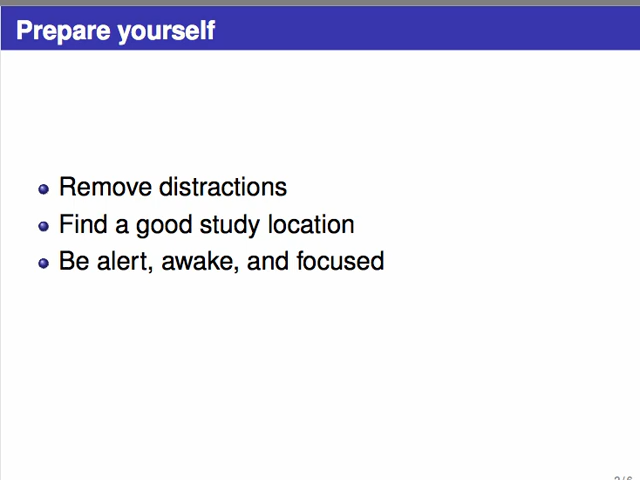 Prepare yourself
Remove distractions
Find a good study location
Be alert, awake, and focused